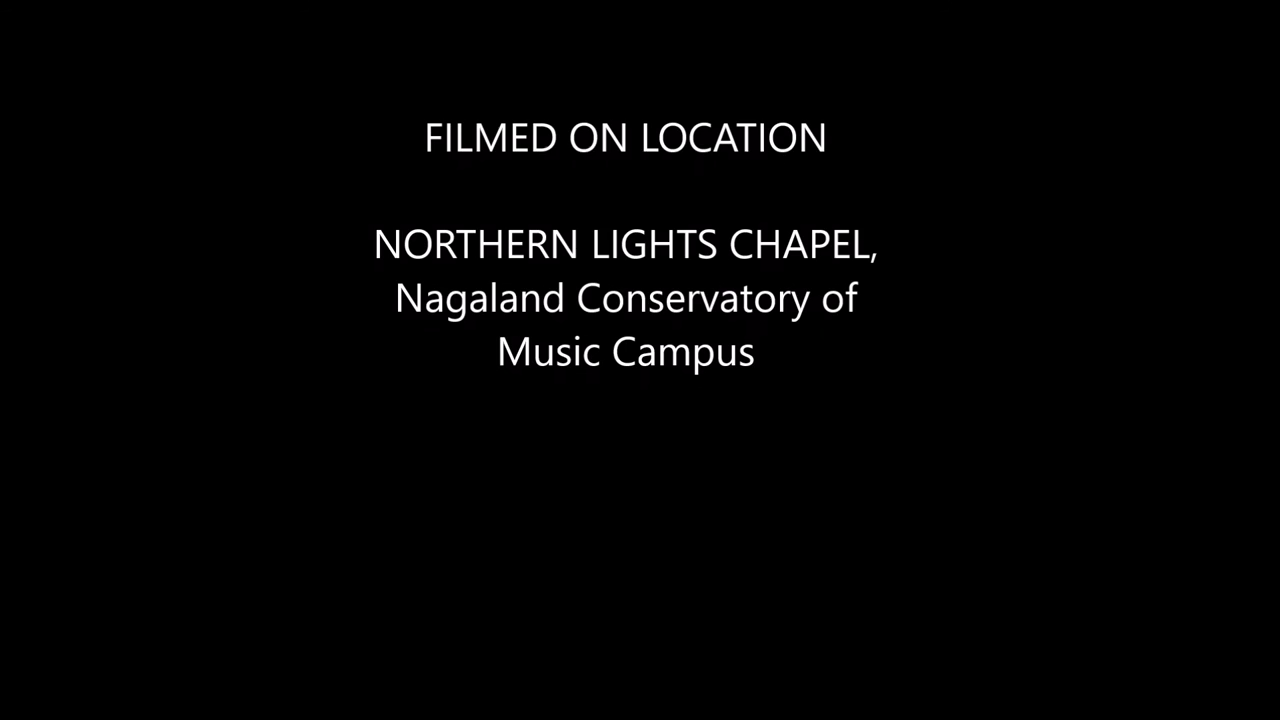 FILMED ON LOCATION
NORTHERN LIGHTS CHAPEL,
Nagaland Conservatory of
Music Campus